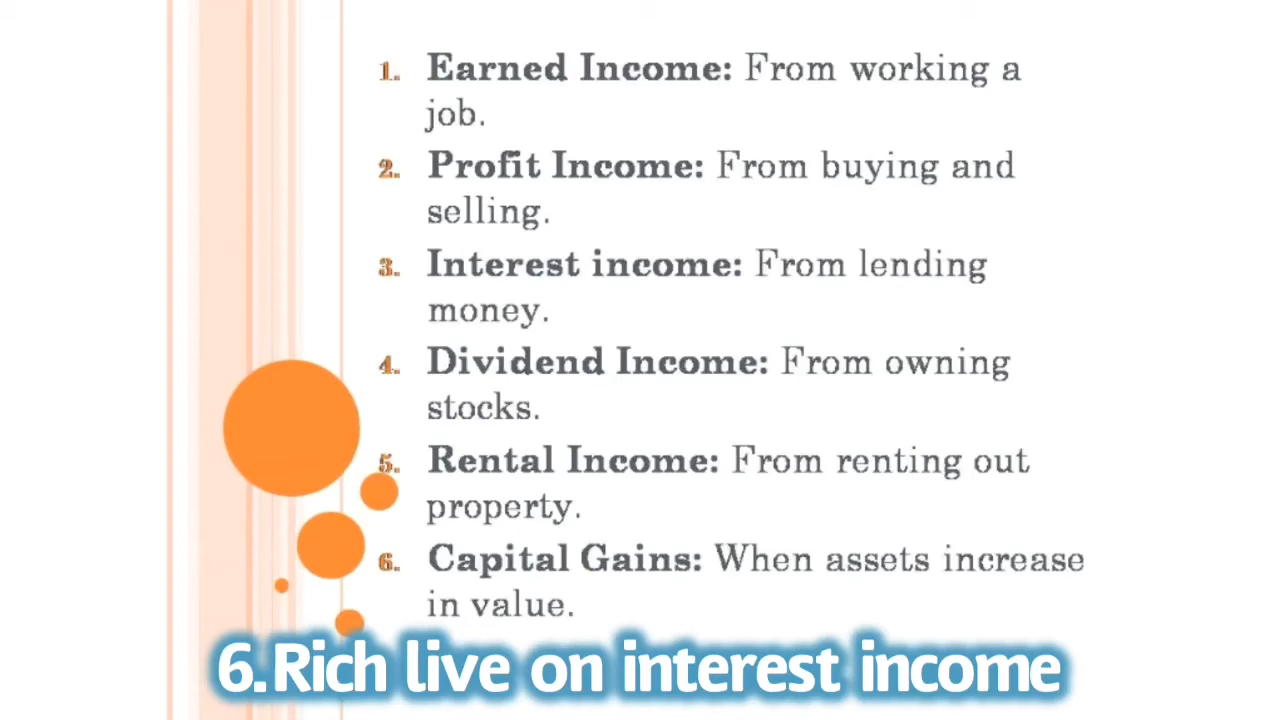 1. Earned Income: From working a
job.
2. Profit Income: From buying and
selling.
3. Interest income: From lending
money.
4. Dividend Income: From owning
stocks.
5. Rental Income: From renting out
property.
6. Capital Gains: When assets increase
in value.
6.Rich live on interest income